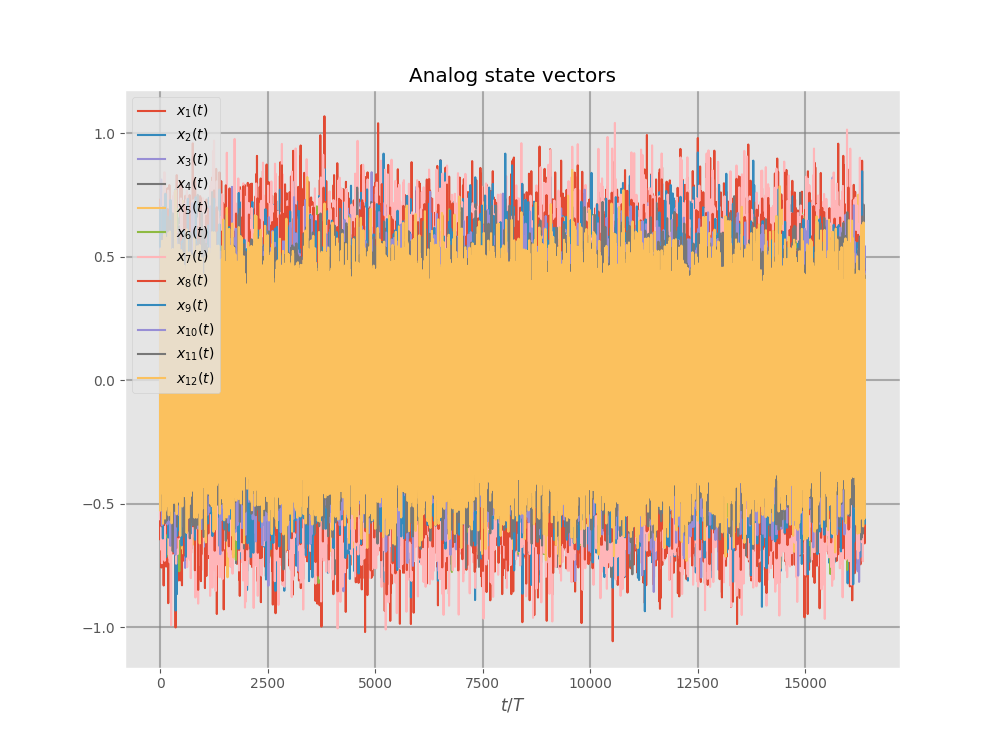 Analog state vectors
x₁(t)
x₂(t)
x₃(t)
x₄(t)
x₅(t)
x₆(t)
x₇(t)
x₈(t)
x₉(t)
x₁₀(t)
x₁₁(t)
x₁₂(t)
1.0
0.5
0.0
−0.5
−1.0
0 2500 5000 7500 10000 12500 15000
t/T